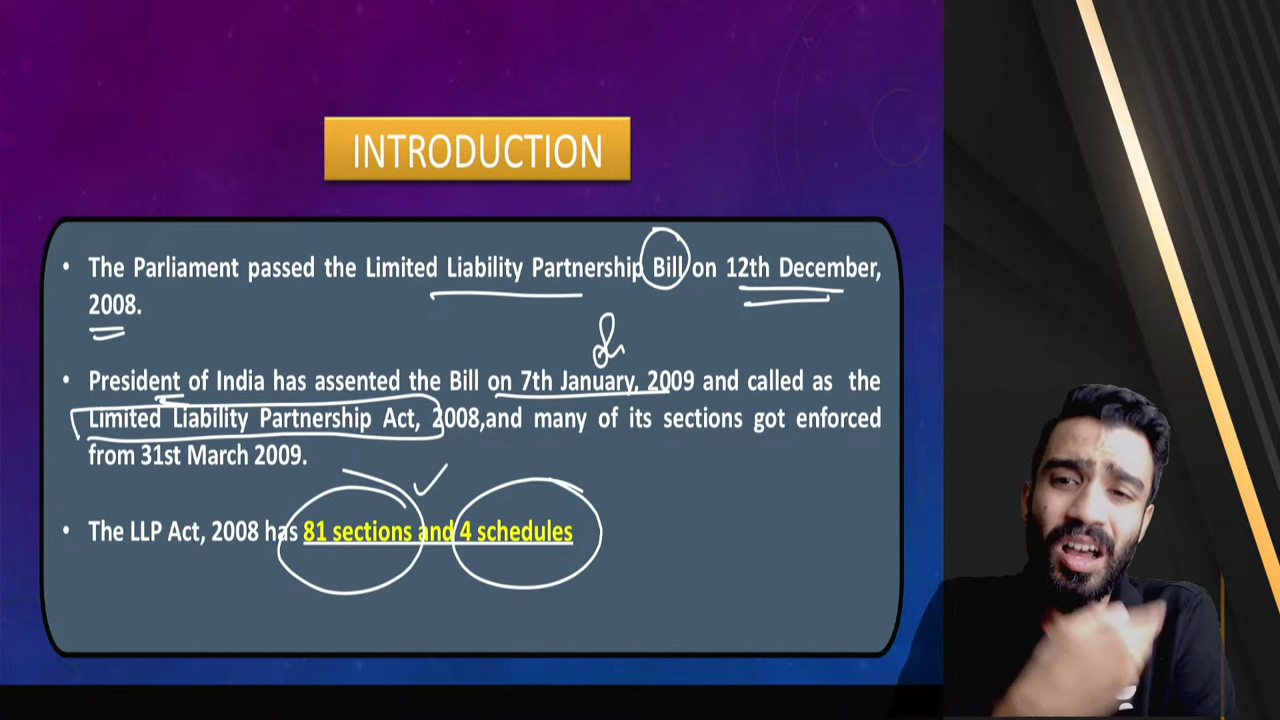 INTRODUCTION
• The Parliament passed the Limited Liability Partnership Bill on 12th December,
2008.
• President of India has assented the Bill on 7th January, 2009 and called as the
Limited Liability Partnership Act, 2008,and many of its sections got enforced
from 31st March 2009.
• The LLP Act, 2008 has 81 sections and 4 schedules